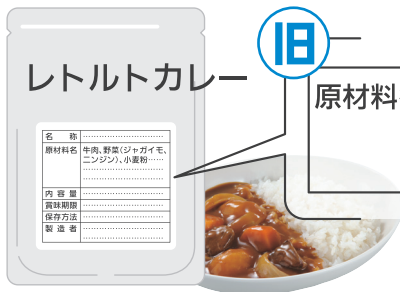 旧
レトルトカレー
原材料
名称
原材料名 牛肉、野菜(ジャガイモ、
ニンジン)、小麦粉……
内容量
賞味期限
保存方法
製造者